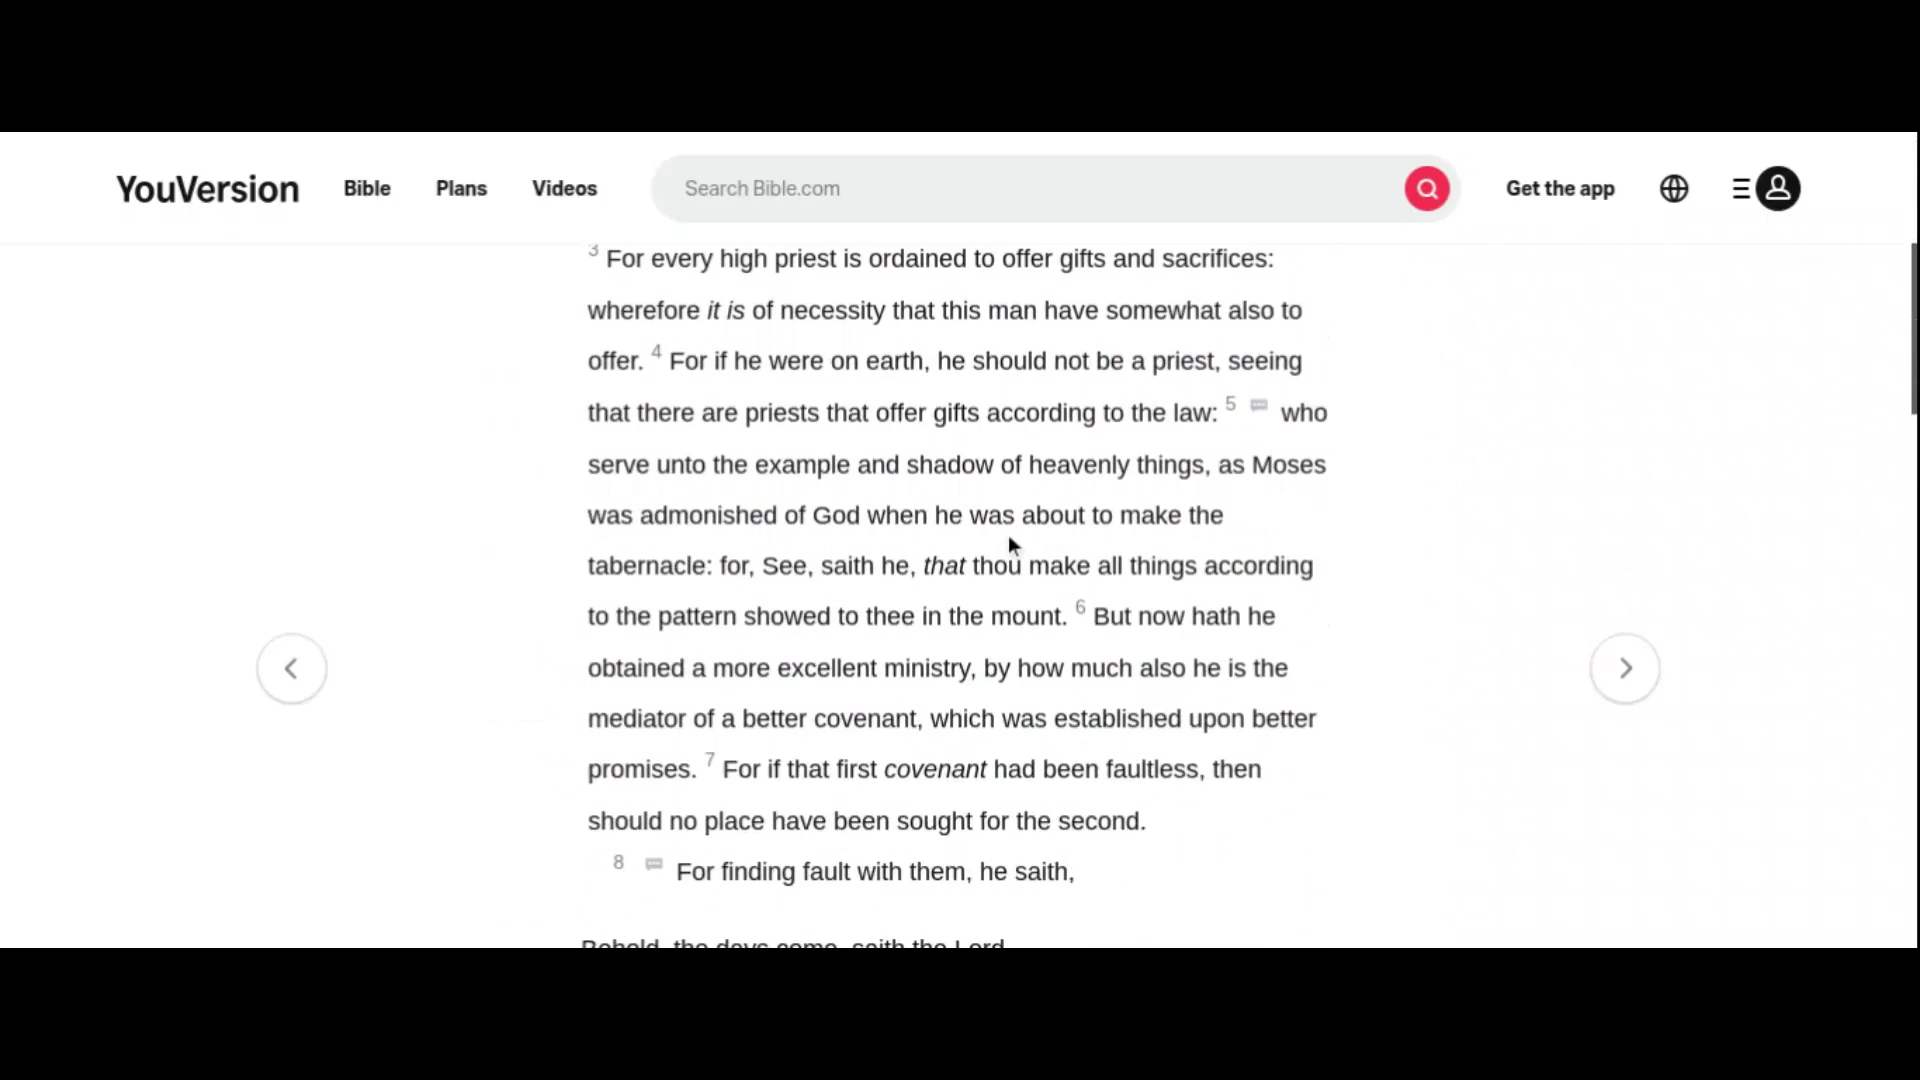 YouVersion Bible Plans Videos Search Bible.com Get the app
3 For every high priest is ordained to offer gifts and sacrifices:
wherefore it is of necessity that this man have somewhat also to
offer. 4 For if he were on earth, he should not be a priest, seeing
that there are priests that offer gifts according to the law: 5 who
serve unto the example and shadow of heavenly things, as Moses
was admonished of God when he was about to make the
tabernacle: for, See, saith he, that thou make all things according
to the pattern showed to thee in the mount. 6 But now hath he
obtained a more excellent ministry, by how much also he is the
mediator of a better covenant, which was established upon better
promises. 7 For if that first covenant had been faultless, then
should no place have been sought for the second.
8 For finding fault with them, he saith,
Behold, the days come, saith the Lord